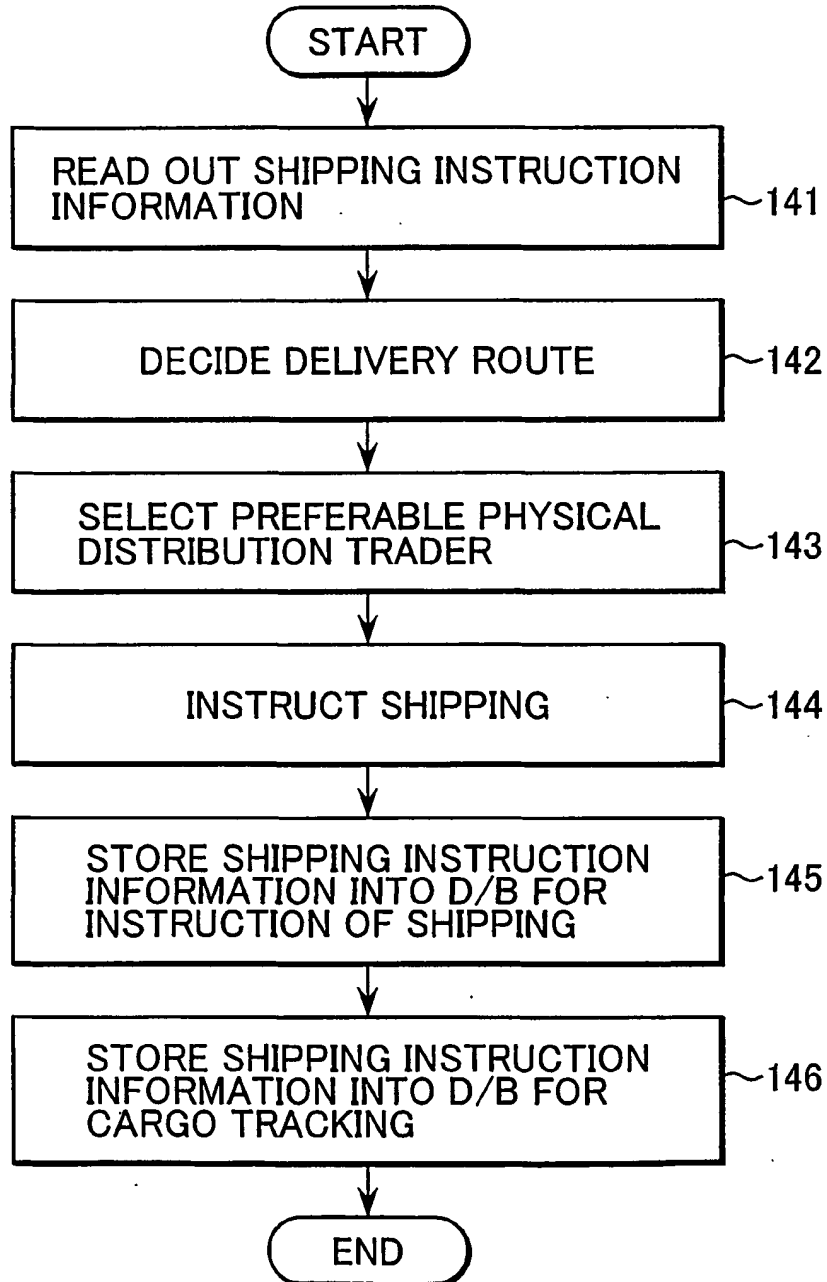 START
READ OUT SHIPPING INSTRUCTION
INFORMATION
141
DECIDE DELIVERY ROUTE
142
SELECT PREFERABLE PHYSICAL
DISTRIBUTION TRADER
143
INSTRUCT SHIPPING
144
STORE SHIPPING INSTRUCTION
INFORMATION INTO D/B FOR
INSTRUCTION OF SHIPPING
145
STORE SHIPPING INSTRUCTION
INFORMATION INTO D/B FOR
CARGO TRACKING
146
END